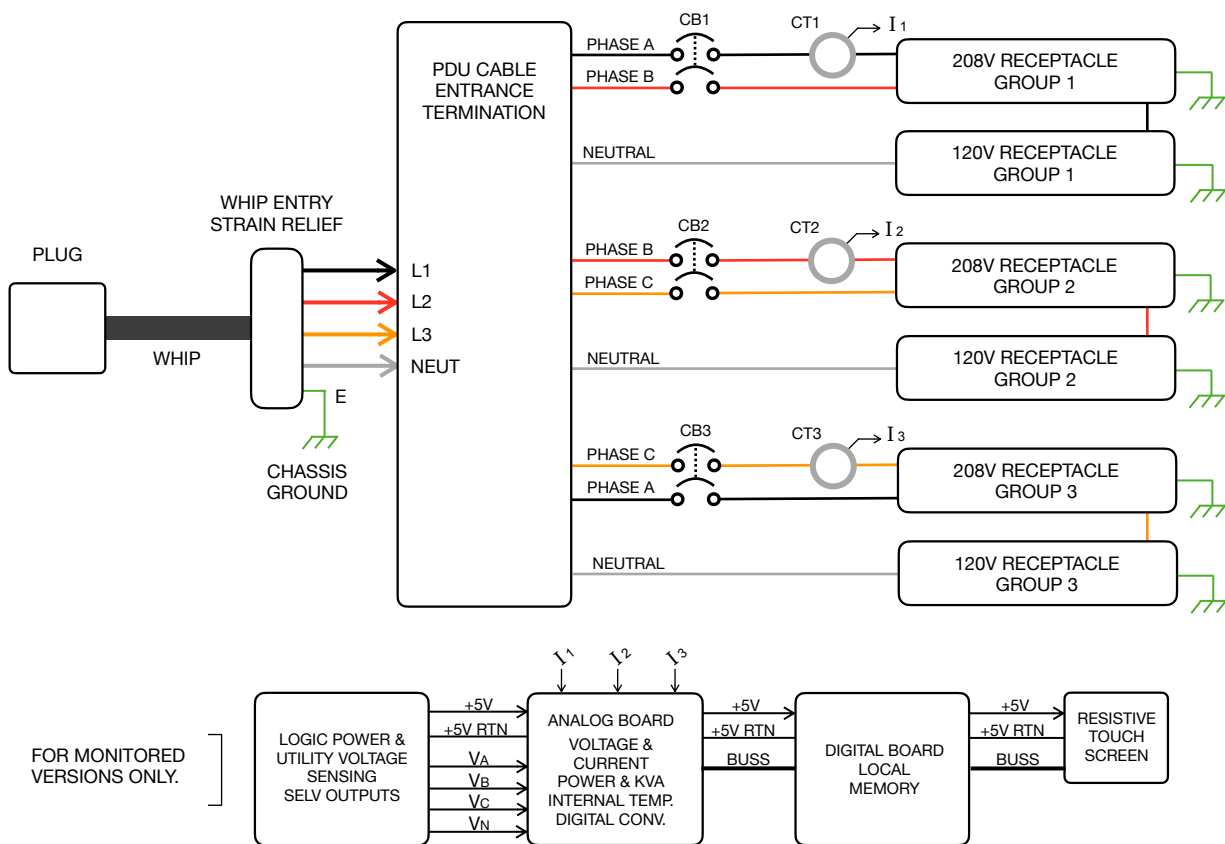 PLUG
WHIP
WHIP ENTRY
STRAIN RELIEF
E
CHASSIS
GROUND
PDU CABLE
ENTRANCE
TERMINATION
L1
L2
L3
NEUT
PHASE A
PHASE B
CB1
CT1
I1
208V RECEPTACLE
GROUP 1
NEUTRAL
120V RECEPTACLE
GROUP 1
PHASE B
PHASE C
CB2
CT2
I2
208V RECEPTACLE
GROUP 2
NEUTRAL
120V RECEPTACLE
GROUP 2
PHASE C
PHASE A
CB3
CT3
I3
208V RECEPTACLE
GROUP 3
NEUTRAL
120V RECEPTACLE
GROUP 3
FOR MONITORED
VERSIONS ONLY.
LOGIC POWER &
UTILITY VOLTAGE
SENSING
SELV OUTPUTS
+5V
+5V RTN
VA
VB
VC
VN
I1
I2
I3
ANALOG BOARD
VOLTAGE &
CURRENT
POWER & KVA
INTERNAL TEMP.
DIGITAL CONV.
+5V
+5V RTN
BUSS
DIGITAL BOARD
LOCAL
MEMORY
+5V
+5V RTN
BUSS
RESISTIVE
TOUCH
SCREEN